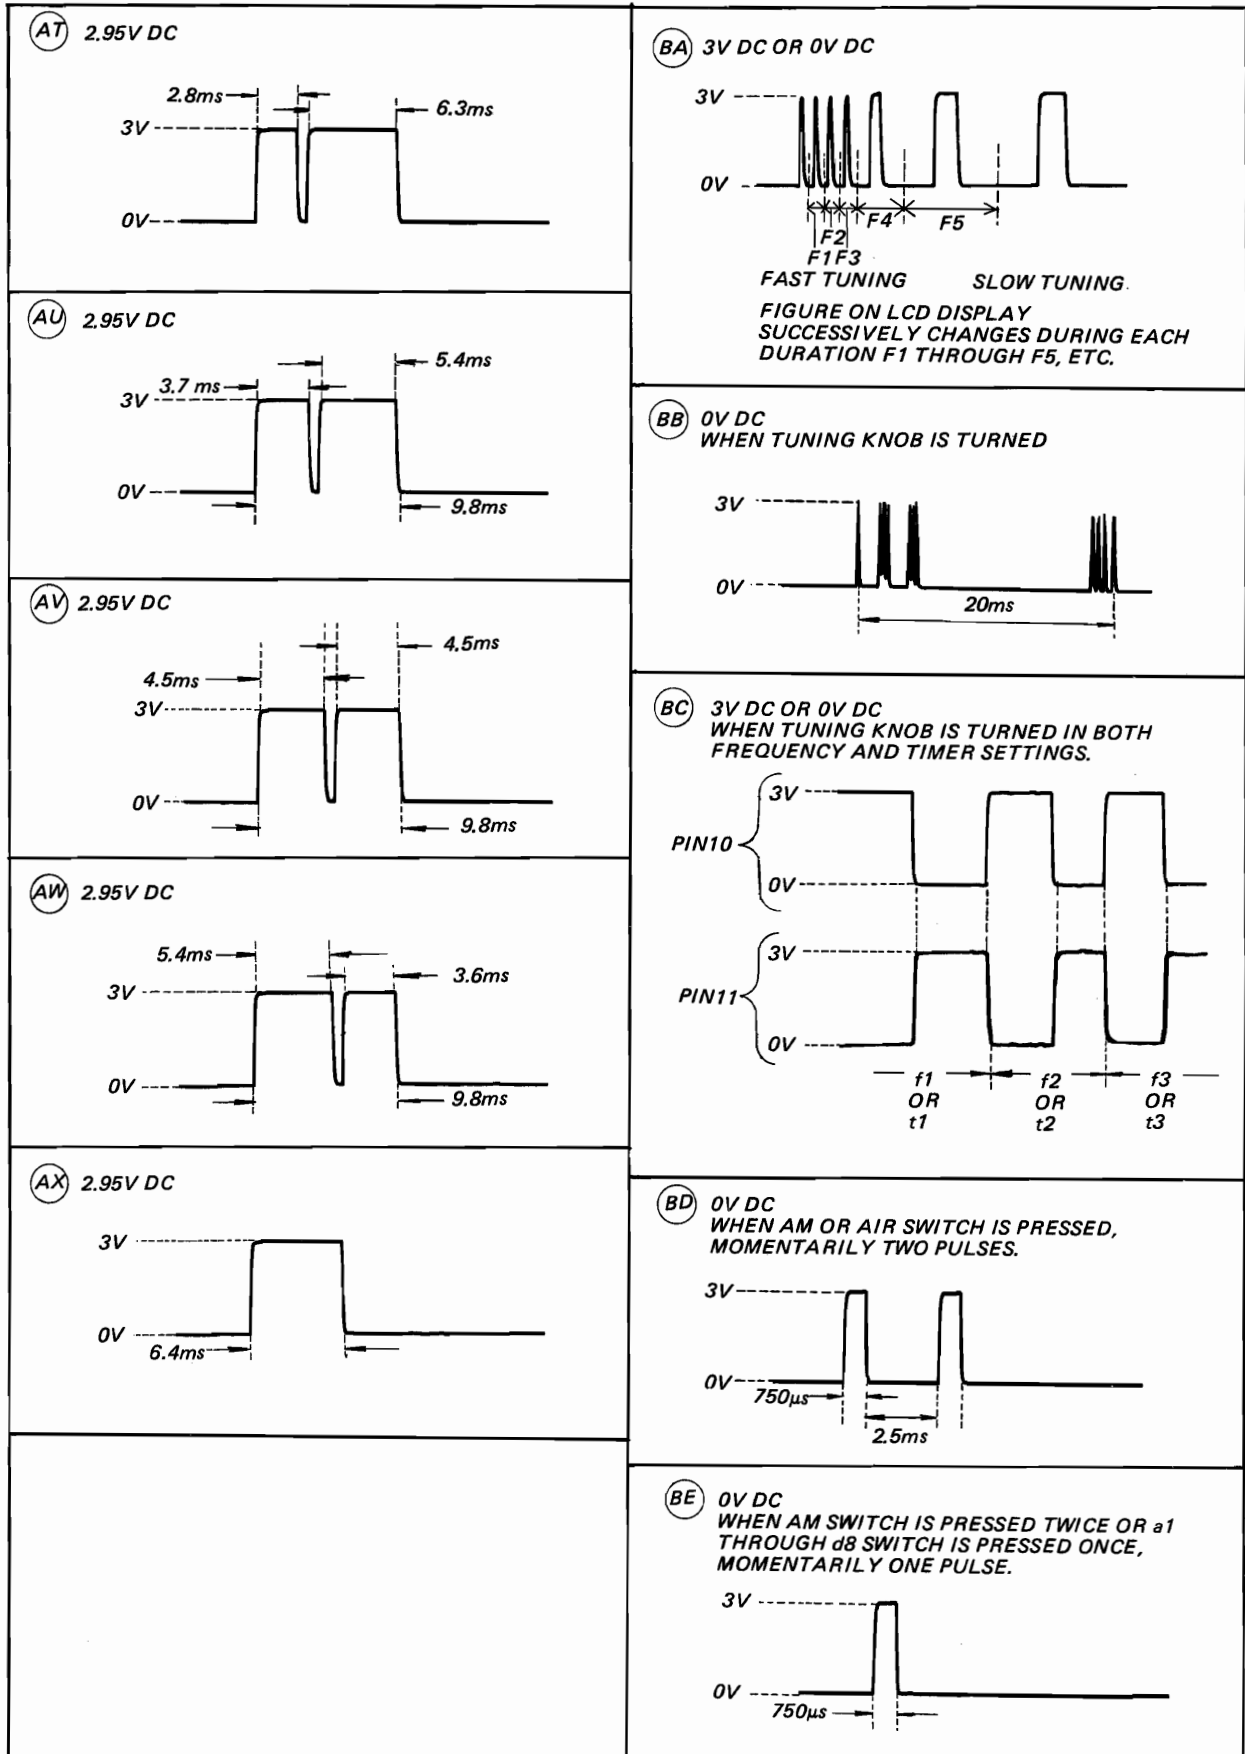 AT 2.95V DC
2.8ms
6.3ms
3V
0V
AU 2.95V DC
5.4ms
3.7 ms
3V
0V
9.8ms
AV 2.95V DC
4.5ms
4.5ms
3V
0V
9.8ms
AW 2.95V DC
5.4ms
3.6ms
3V
0V
9.8ms
AX 2.95V DC
3V
0V
6.4ms
BA 3V DC OR 0V DC
3V
0V
F4 F5
F2
F1 F3
FAST TUNING SLOW TUNING.
FIGURE ON LCD DISPLAY
SUCCESSIVELY CHANGES DURING EACH
DURATION F1 THROUGH F5, ETC.
BB 0V DC
WHEN TUNING KNOB IS TURNED
3V
0V
20ms
BC 3V DC OR 0V DC
WHEN TUNING KNOB IS TURNED IN BOTH
FREQUENCY AND TIMER SETTINGS.
3V
PIN10
0V
3V
PIN11
0V
f1 f2 f3
OR OR OR
t1 t2 t3
BD 0V DC
WHEN AM OR AIR SWITCH IS PRESSED,
MOMENTARILY TWO PULSES.
3V
0V
750μs
2.5ms
BE 0V DC
WHEN AM SWITCH IS PRESSED TWICE OR a1
THROUGH d8 SWITCH IS PRESSED ONCE,
MOMENTARILY ONE PULSE.
3V
0V
750μs